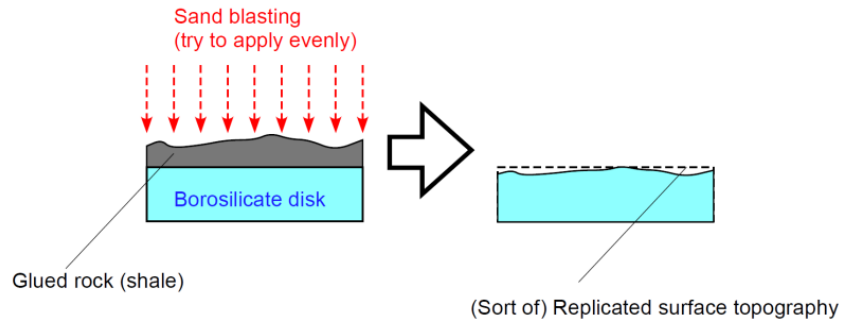 Sand blasting
(try to apply evenly)
Borosilicate disk
Glued rock (shale)
(Sort of) Replicated surface topography